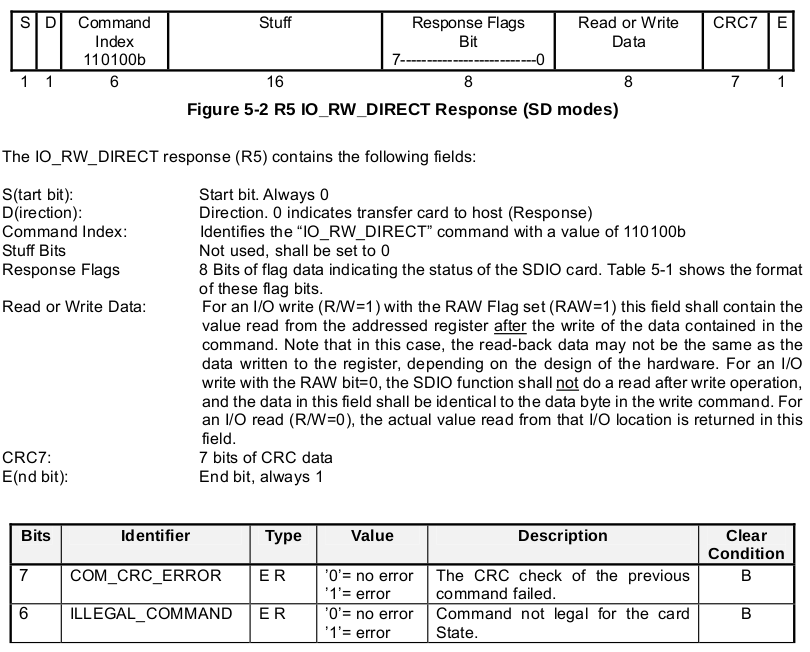 S D Command Stuff Response Flags Read or Write CRC7 E
Index Bit Data
110100b 7--------------------------0
1 1 6 16 8 8 7 1
Figure 5-2 R5 IO_RW_DIRECT Response (SD modes)
The IO_RW_DIRECT response (R5) contains the following fields:
S(tart bit): Start bit. Always 0
D(irection): Direction. 0 indicates transfer card to host (Response)
Command Index: Identifies the “IO_RW_DIRECT” command with a value of 110100b
Stuff Bits Not used, shall be set to 0
Response Flags 8 Bits of flag data indicating the status of the SDIO card. Table 5-1 shows the format
of these flag bits.
Read or Write Data: For an I/O write (R/W=1) with the RAW Flag set (RAW=1) this field shall contain the
value read from the addressed register after the write of the data contained in the
command. Note that in this case, the read-back data may not be the same as the
data written to the register, depending on the design of the hardware. For an I/O
write with the RAW bit=0, the SDIO function shall not do a read after write operation,
and the data in this field shall be identical to the data byte in the write command. For
an I/O read (R/W=0), the actual value read from that I/O location is returned in this
field.
CRC7: 7 bits of CRC data
E(nd bit): End bit, always 1
Bits Identifier Type Value Description Clear
Condition
7 COM_CRC_ERROR E R ’0’= no error The CRC check of the previous B
’1’= error command failed.
6 ILLEGAL_COMMAND E R ’0’= no error Command not legal for the card B
’1’= error State.